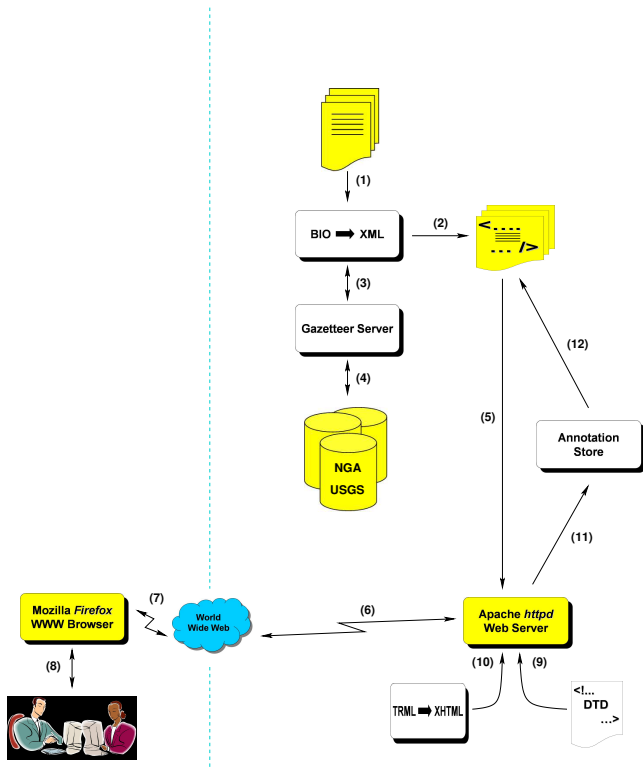 (1)
BIO ➡ XML
(2)
<....
.... />
(3)
Gazetteer Server
(4)
NGA
USGS
(5)
(12)
Annotation
Store
(11)
Mozilla Firefox
WWW Browser
(7)
World
Wide Web
(6)
Apache httpd
Web Server
(8)
(10)
(9)
TRML ➡ XHTML
<!...
DTD
...>